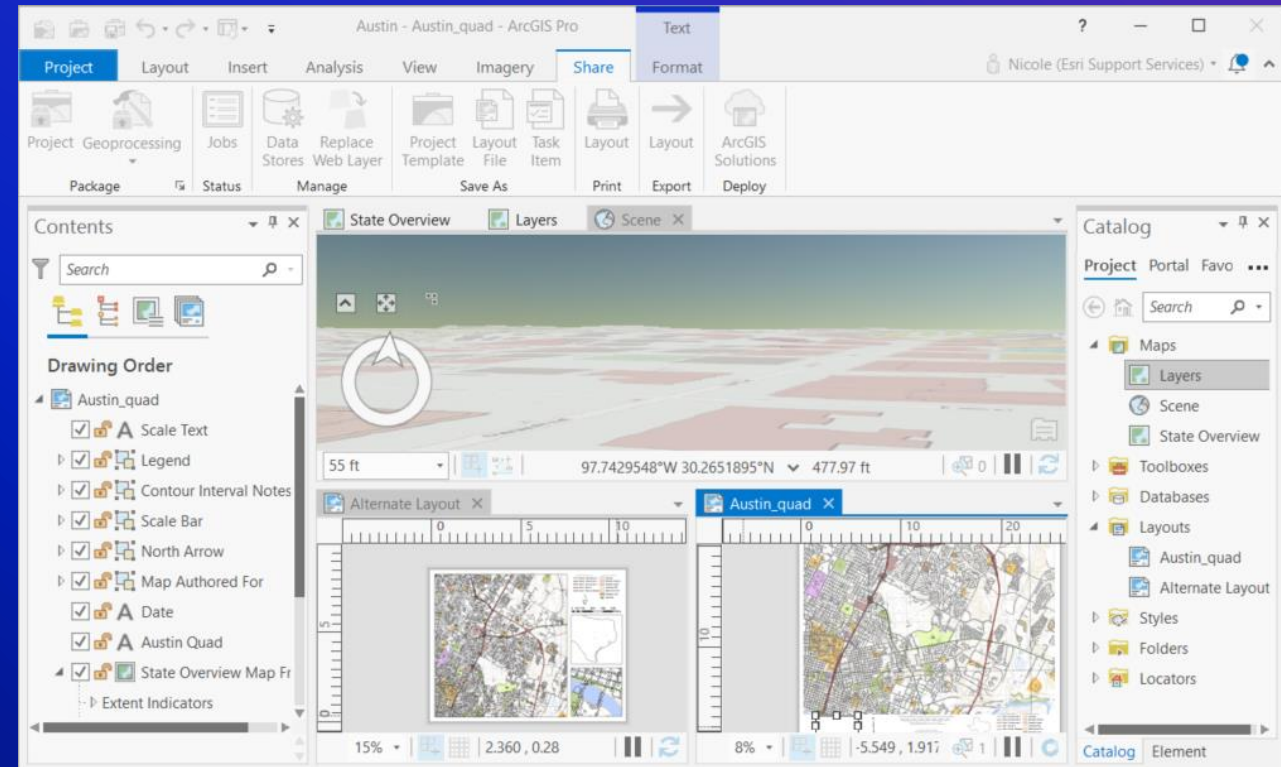 Austin - Austin_quad - ArcGIS Pro
Text
?
Project Layout Insert Analysis View Imagery Share Format
Nicole (Esri Support Services)
Project Geoprocessing Jobs Data Stores Replace Web Layer Project Template Layout File Task Item Layout Layout ArcGIS Solutions
Package Status Manage Save As Print Export Deploy
Contents
Search
Drawing Order
Austin_quad
A Scale Text
Legend
Contour Interval Notes
Scale Bar
North Arrow
Map Authored For
A Date
A Austin Quad
State Overview Map Fr
Extent Indicators
State Overview Layers Scene
55 ft 97.7429548°W 30.2651895°N 477.97 ft 0
Alternate Layout
0 5 10
5
0
15% 2.360 , 0.28
Austin_quad
0 10 20
10
8% -5.549 , 1.917 1
Catalog
Project Portal Favo
Search
Maps
Layers
Scene
State Overview
Toolboxes
Databases
Layouts
Austin_quad
Alternate Layout
Styles
Folders
Locators
Catalog Element